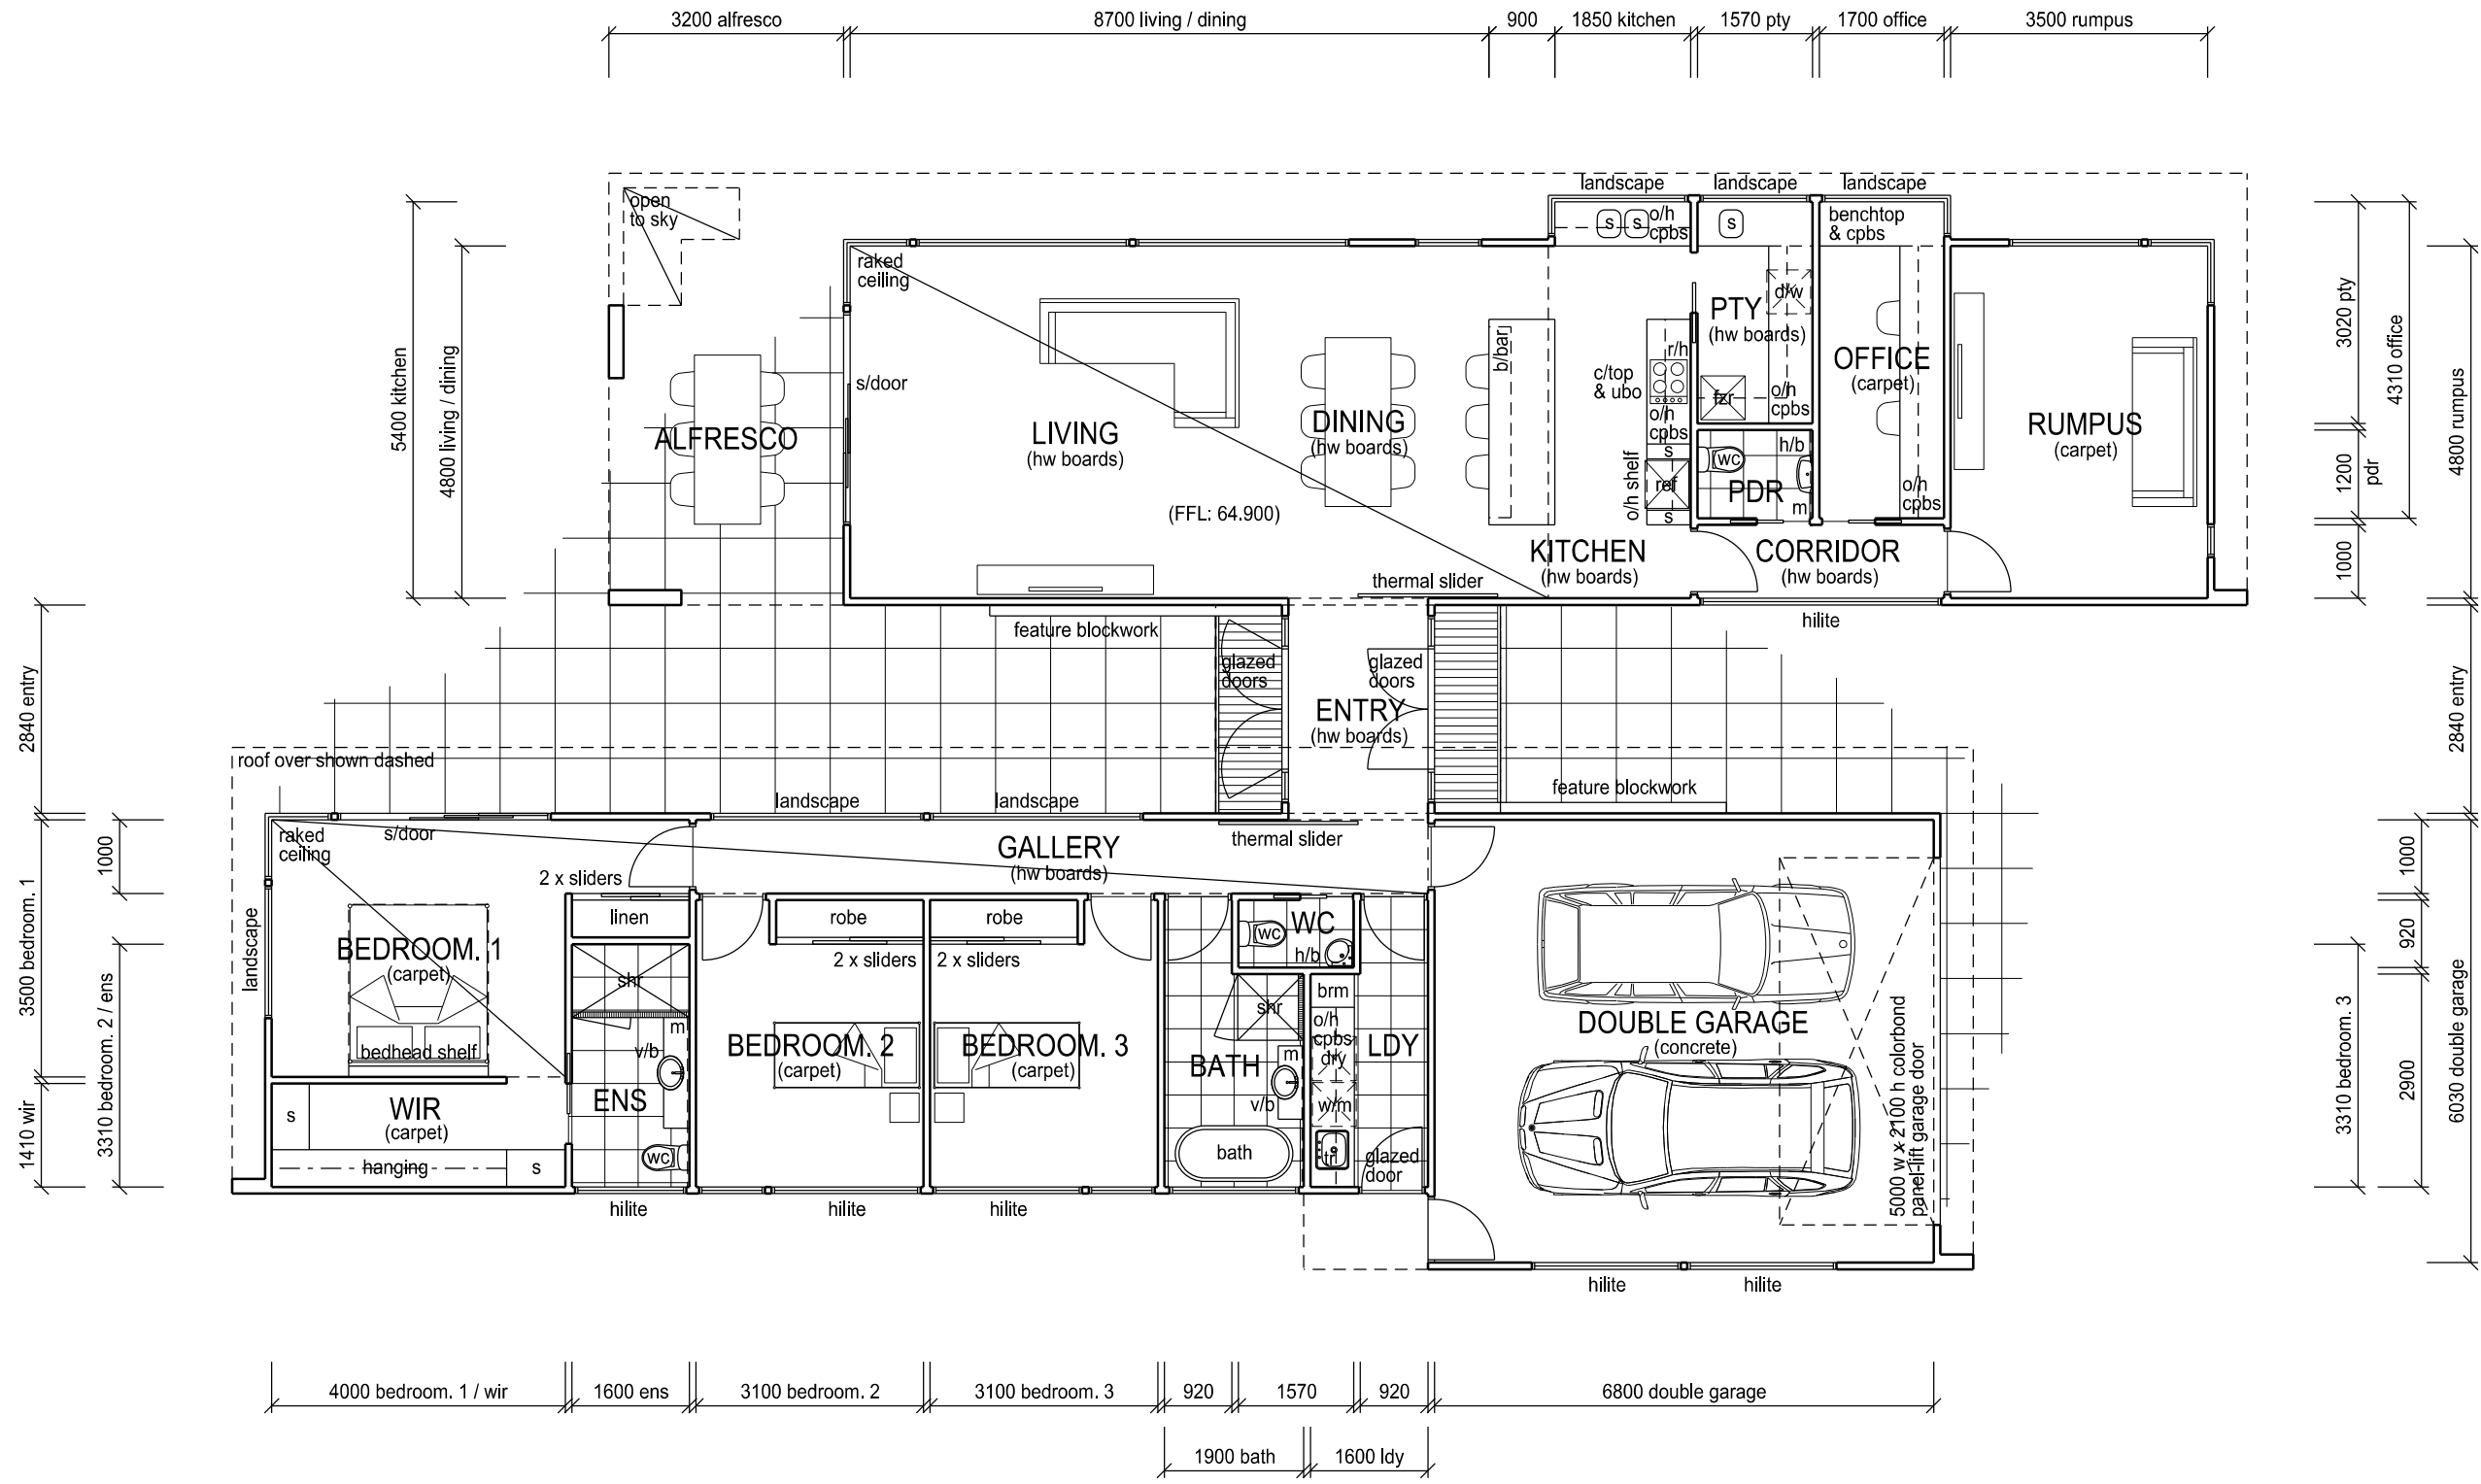 3200 alfresco
8700 living / dining
900
1850 kitchen
1570 pty
1700 office
3500 rumpus
landscape
landscape
landscape
open
to sky
s
s
o/h
cpbs
s
benchtop
& cpbs
raked
ceiling
d/w
PTY
(hw boards)
r/h
b/bar
c/top
& ubo
OFFICE
(carpet)
s/door
fzr
o/h
cpbs
o/h
cpbs
ALFRESCO
LIVING
(hw boards)
DINING
(hw boards)
RUMPUS
(carpet)
h/b
wc
s
o/h shelf
ref
PDR
m
o/h
cpbs
s
(FFL: 64.900)
KITCHEN
(hw boards)
CORRIDOR
(hw boards)
thermal slider
hilite
5400 kitchen
4800 living / dining
3020 pty
4310 office
1200
pdr
1000
4800 rumpus
feature blockwork
glazed
doors
glazed
doors
ENTRY
(hw boards)
2840 entry
2840 entry
roof over shown dashed
feature blockwork
landscape
landscape
raked
ceiling
s/door
thermal slider
GALLERY
(hw boards)
2 x sliders
linen
robe
robe
wc
WC
h/b
landscape
BEDROOM. 1
(carpet)
2 x sliders
2 x sliders
shr
shr
brm
m
o/h
cpbs
dry
bedhead shelf
v/b
BEDROOM. 2
(carpet)
BEDROOM. 3
(carpet)
m
LDY
BATH
DOUBLE GARAGE
(concrete)
ENS
v/b
w/m
s
WIR
(carpet)
hanging
s
wc
bath
tr
glazed
door
5000 w x 2100 h colorbond
panel-lift garage door
hilite
hilite
hilite
hilite
hilite
1000
3500 bedroom. 1
3310 bedroom. 2 / ens
1410 wir
1000
920
3310 bedroom. 3
2900
6030 double garage
4000 bedroom. 1 / wir
1600 ens
3100 bedroom. 2
3100 bedroom. 3
920
1570
920
6800 double garage
1900 bath
1600 ldy